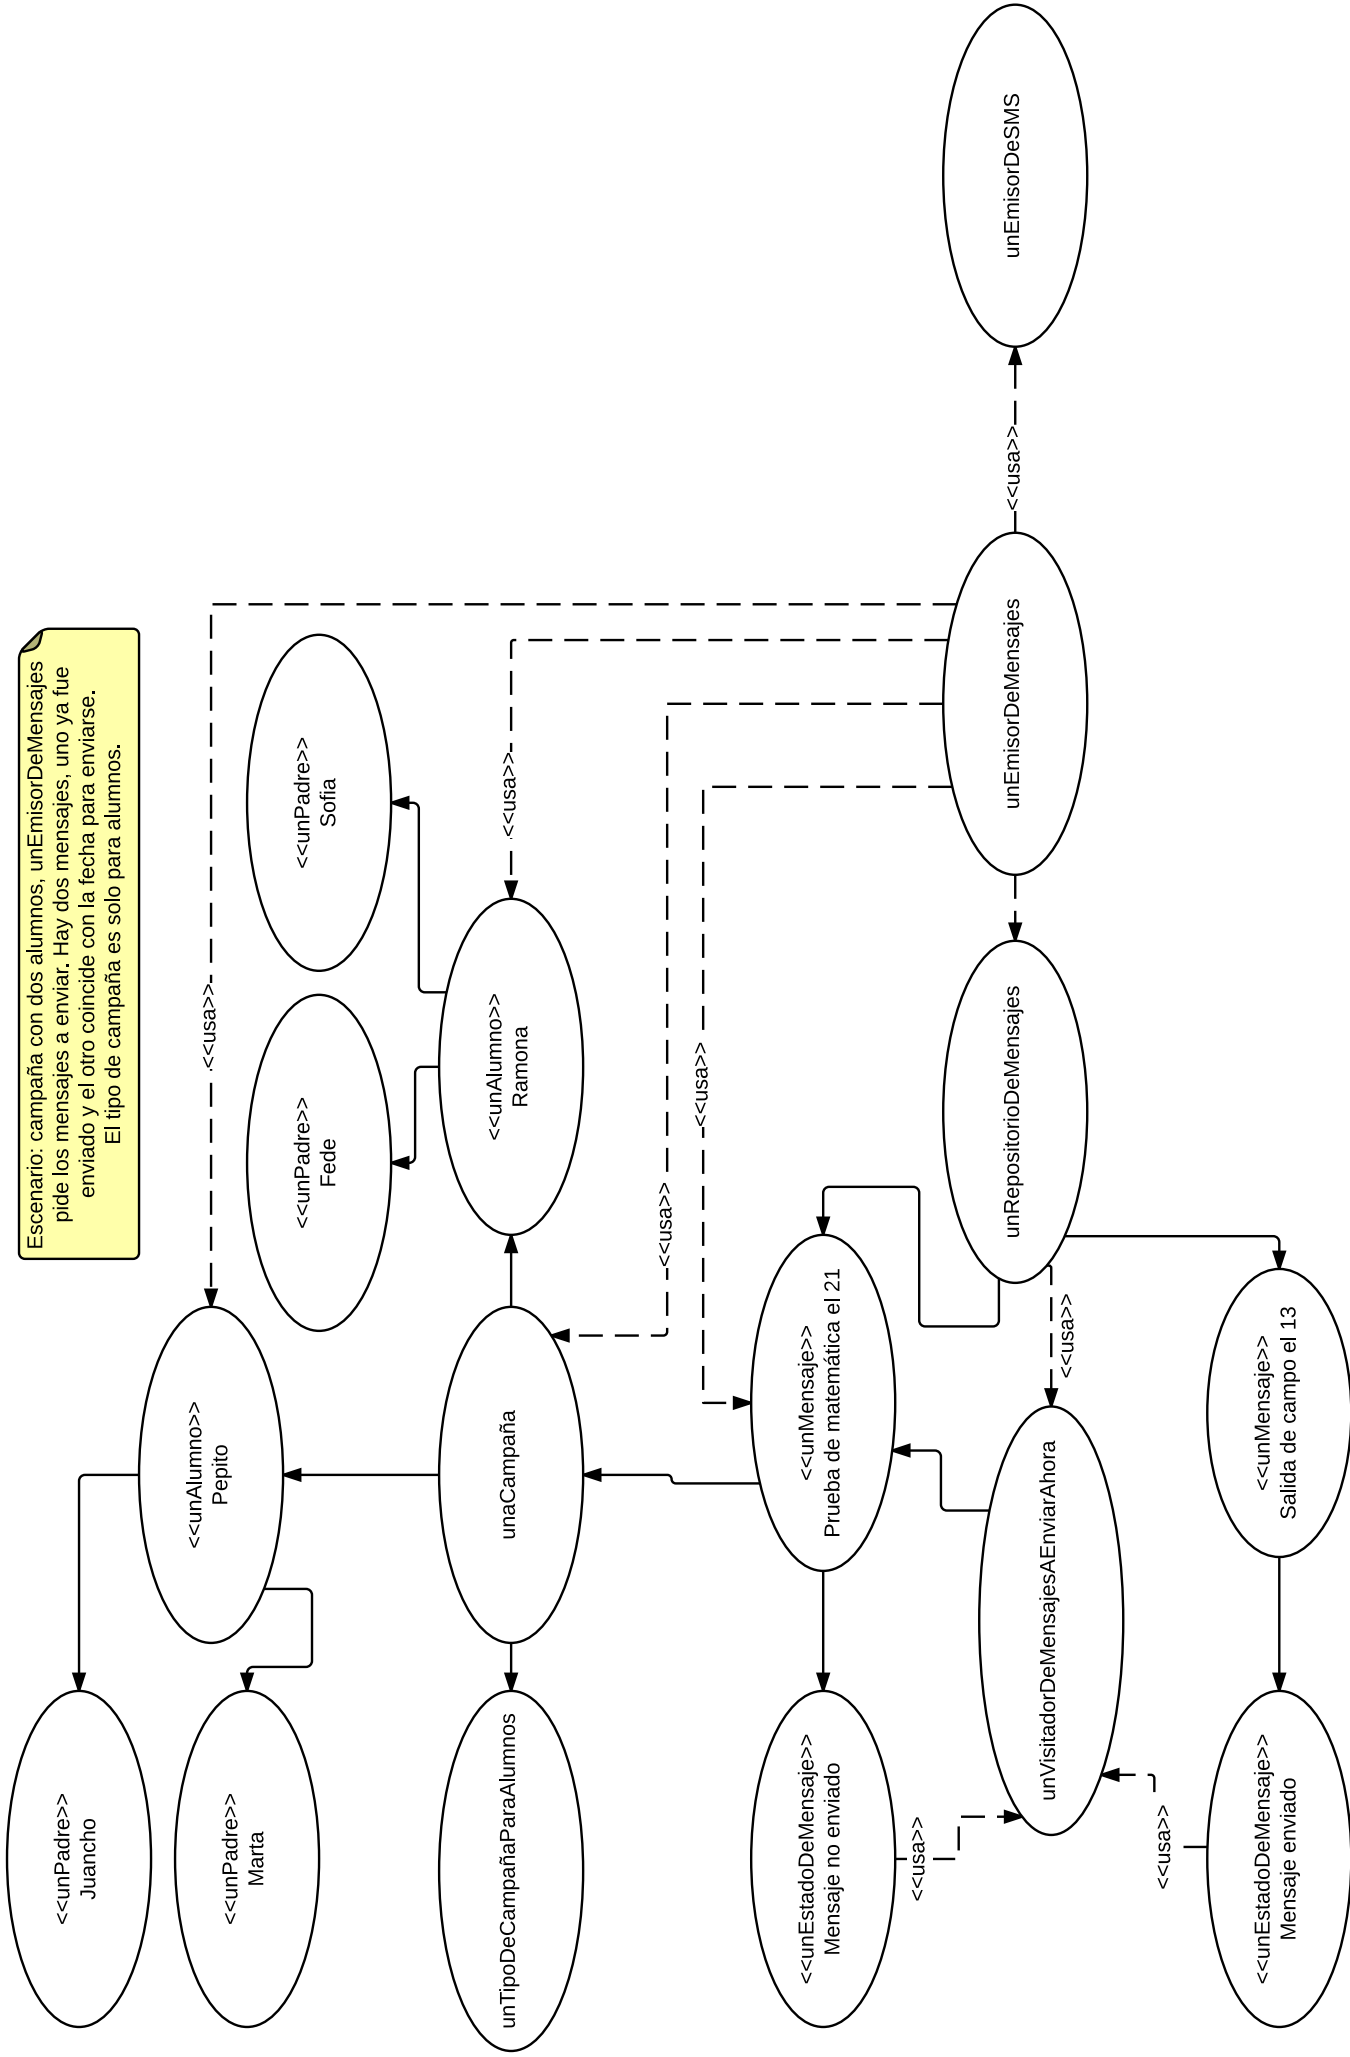 Escenario: campaña con dos alumnos, unEmisorDeMensajes
pide los mensajes a enviar. Hay dos mensajes, uno ya fue
enviado y el otro coincide con la fecha para enviarse.
El tipo de campaña es solo para alumnos.
<<unPadre>>
Juancho
<<unPadre>>
Marta
<<unAlumno>>
Pepito
<<usa>>
<<unPadre>>
Fede
<<unPadre>>
Sofia
unTipoDeCampañaParaAlumnos
unaCampaña
<<unAlumno>>
Ramona
<<usa>>
<<usa>>
<<usa>>
<<unEstadoDeMensaje>>
Mensaje no enviado
<<unMensaje>>
Prueba de matemática el 21
<<usa>>
unVisitadorDeMensajesAEnviarAhora
<<usa>>
unRepositorioDeMensajes
unEmisorDeMensajes
<<usa>>
unEmisorDeSMS
<<usa>>
<<unEstadoDeMensaje>>
Mensaje enviado
<<unMensaje>>
Salida de campo el 13